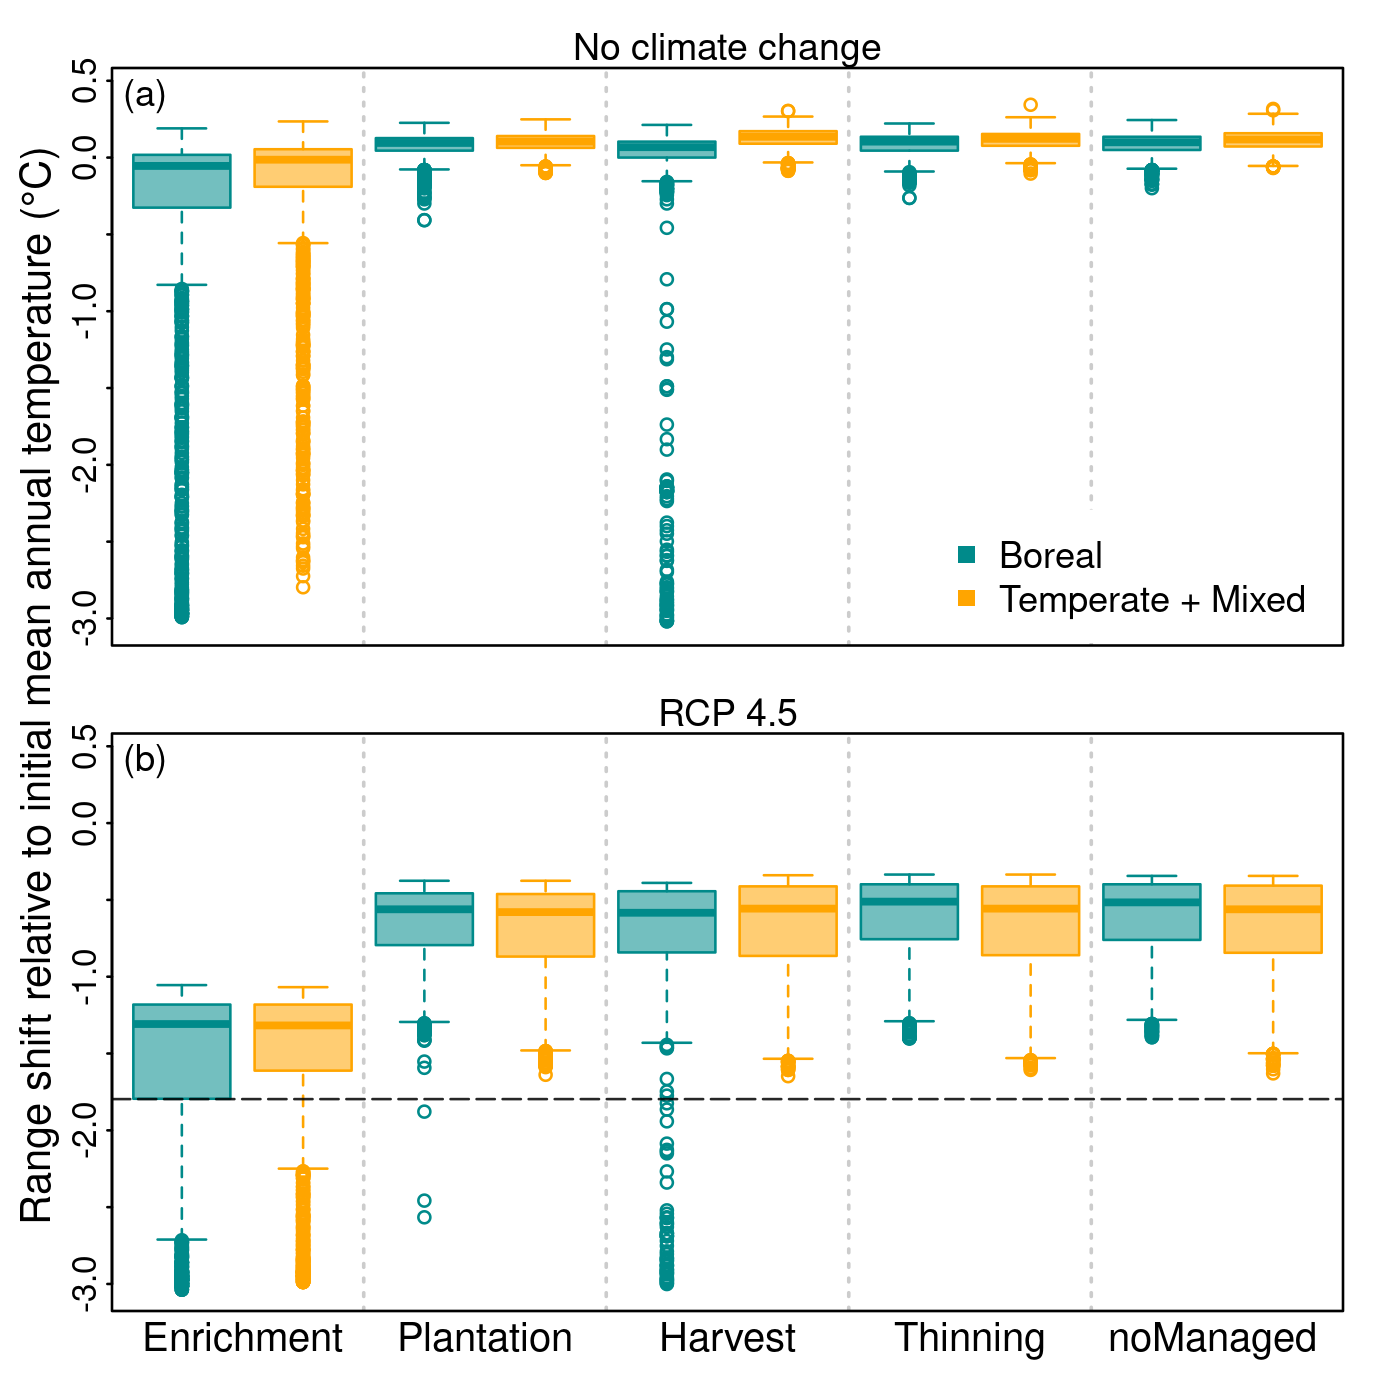 No climate change
(a)
0.5
0.0
-1.0
-2.0
-3.0
Boreal
Temperate + Mixed
Range shift relative to initial mean annual temperature (°C)
RCP 4.5
(b)
0.5
0.0
-1.0
-2.0
-3.0
Enrichment Plantation Harvest Thinning noManaged